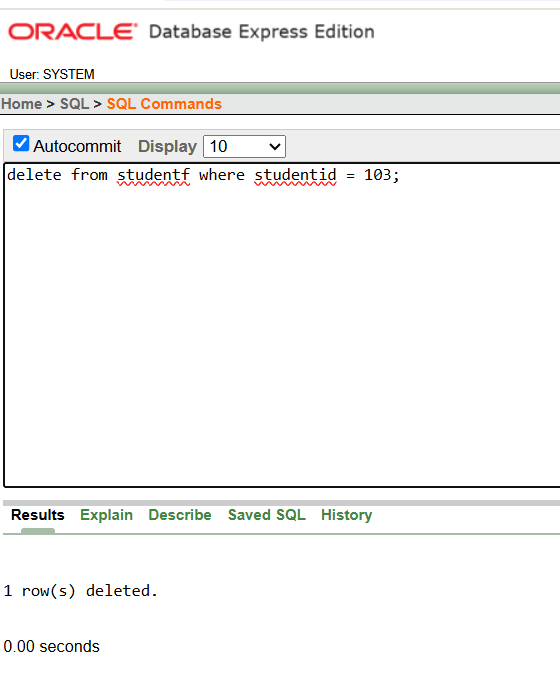 ORACLE Database Express Edition
User: SYSTEM
Home > SQL > SQL Commands
Autocommit Display 10
delete from studentf where studentid = 103;
Results Explain Describe Saved SQL History
1 row(s) deleted.
0.00 seconds